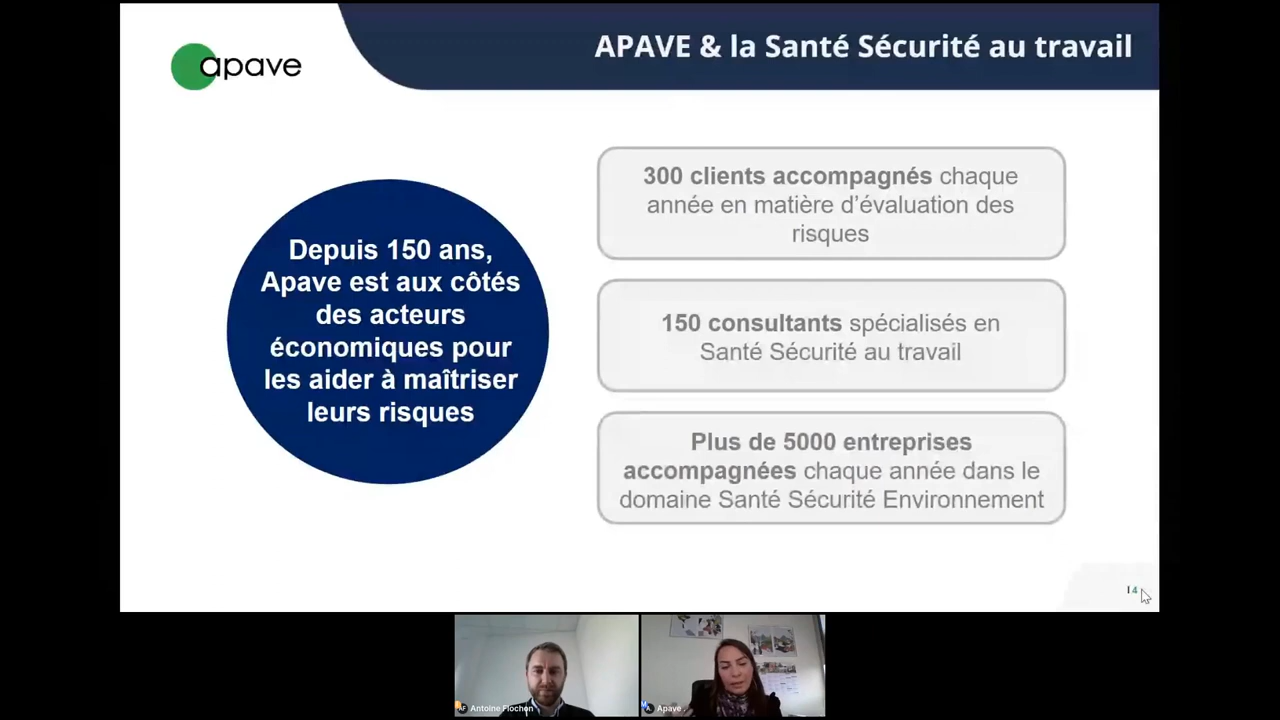 apave
APAVE & la Santé Sécurité au travail
Depuis 150 ans,
Apave est aux côtés
des acteurs
économiques pour
les aider à maîtriser
leurs risques
300 clients accompagnés chaque
année en matière d'évaluation des
risques
150 consultants spécialisés en
Santé Sécurité au travail
Plus de 5000 entreprises
accompagnées chaque année dans le
domaine Santé Sécurité Environnement
14
AF Antoine Flochon
Apave